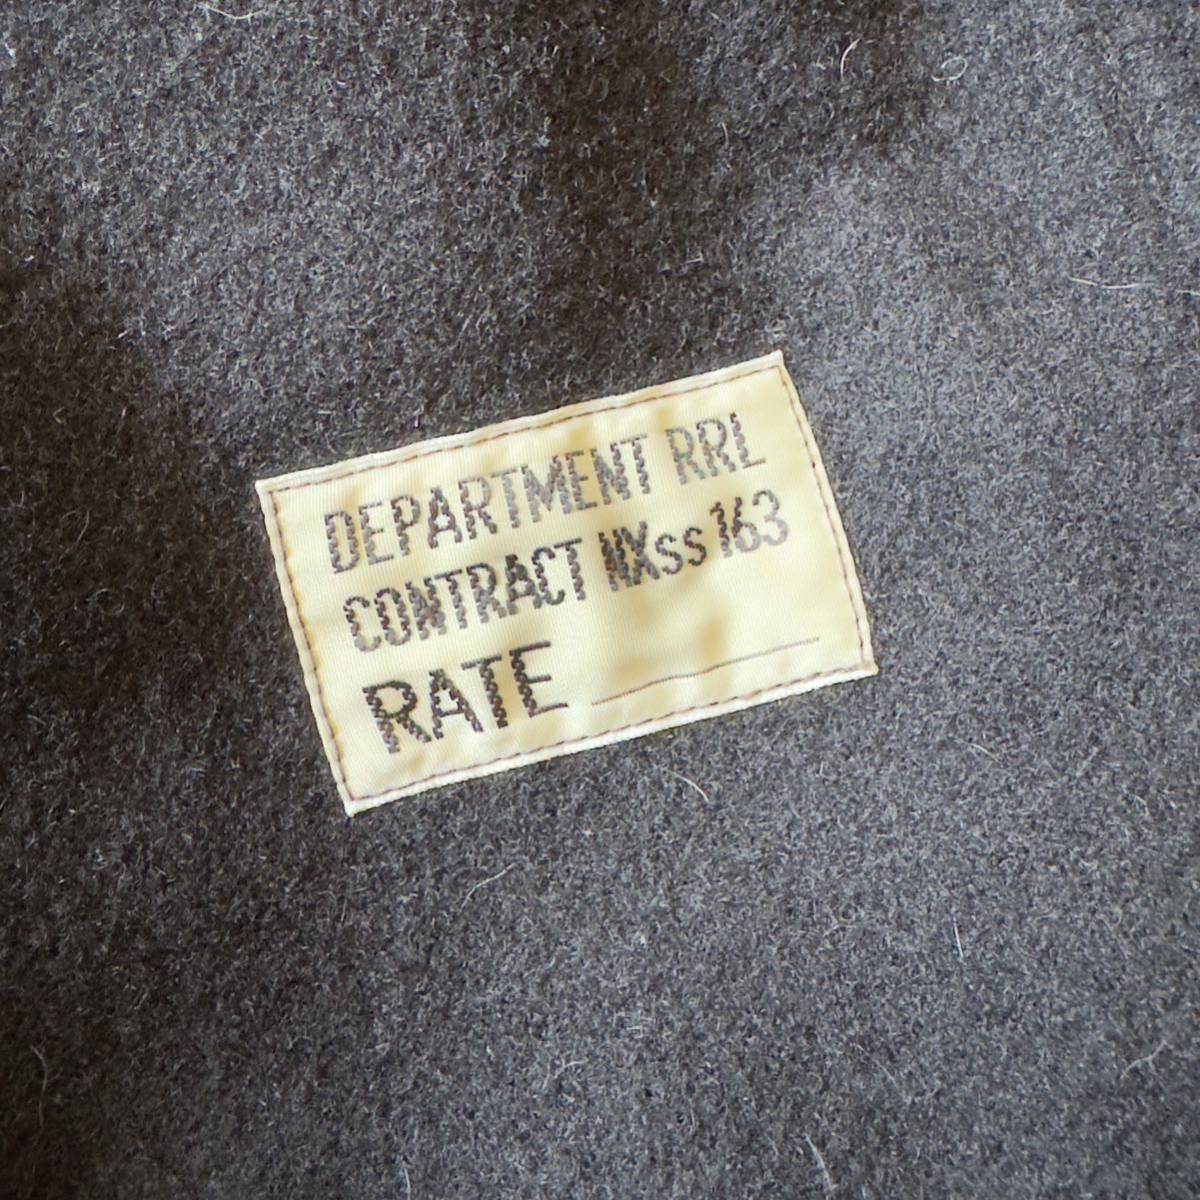 DEPARTMENT RRL
CONTRACT NXss 163
RATE